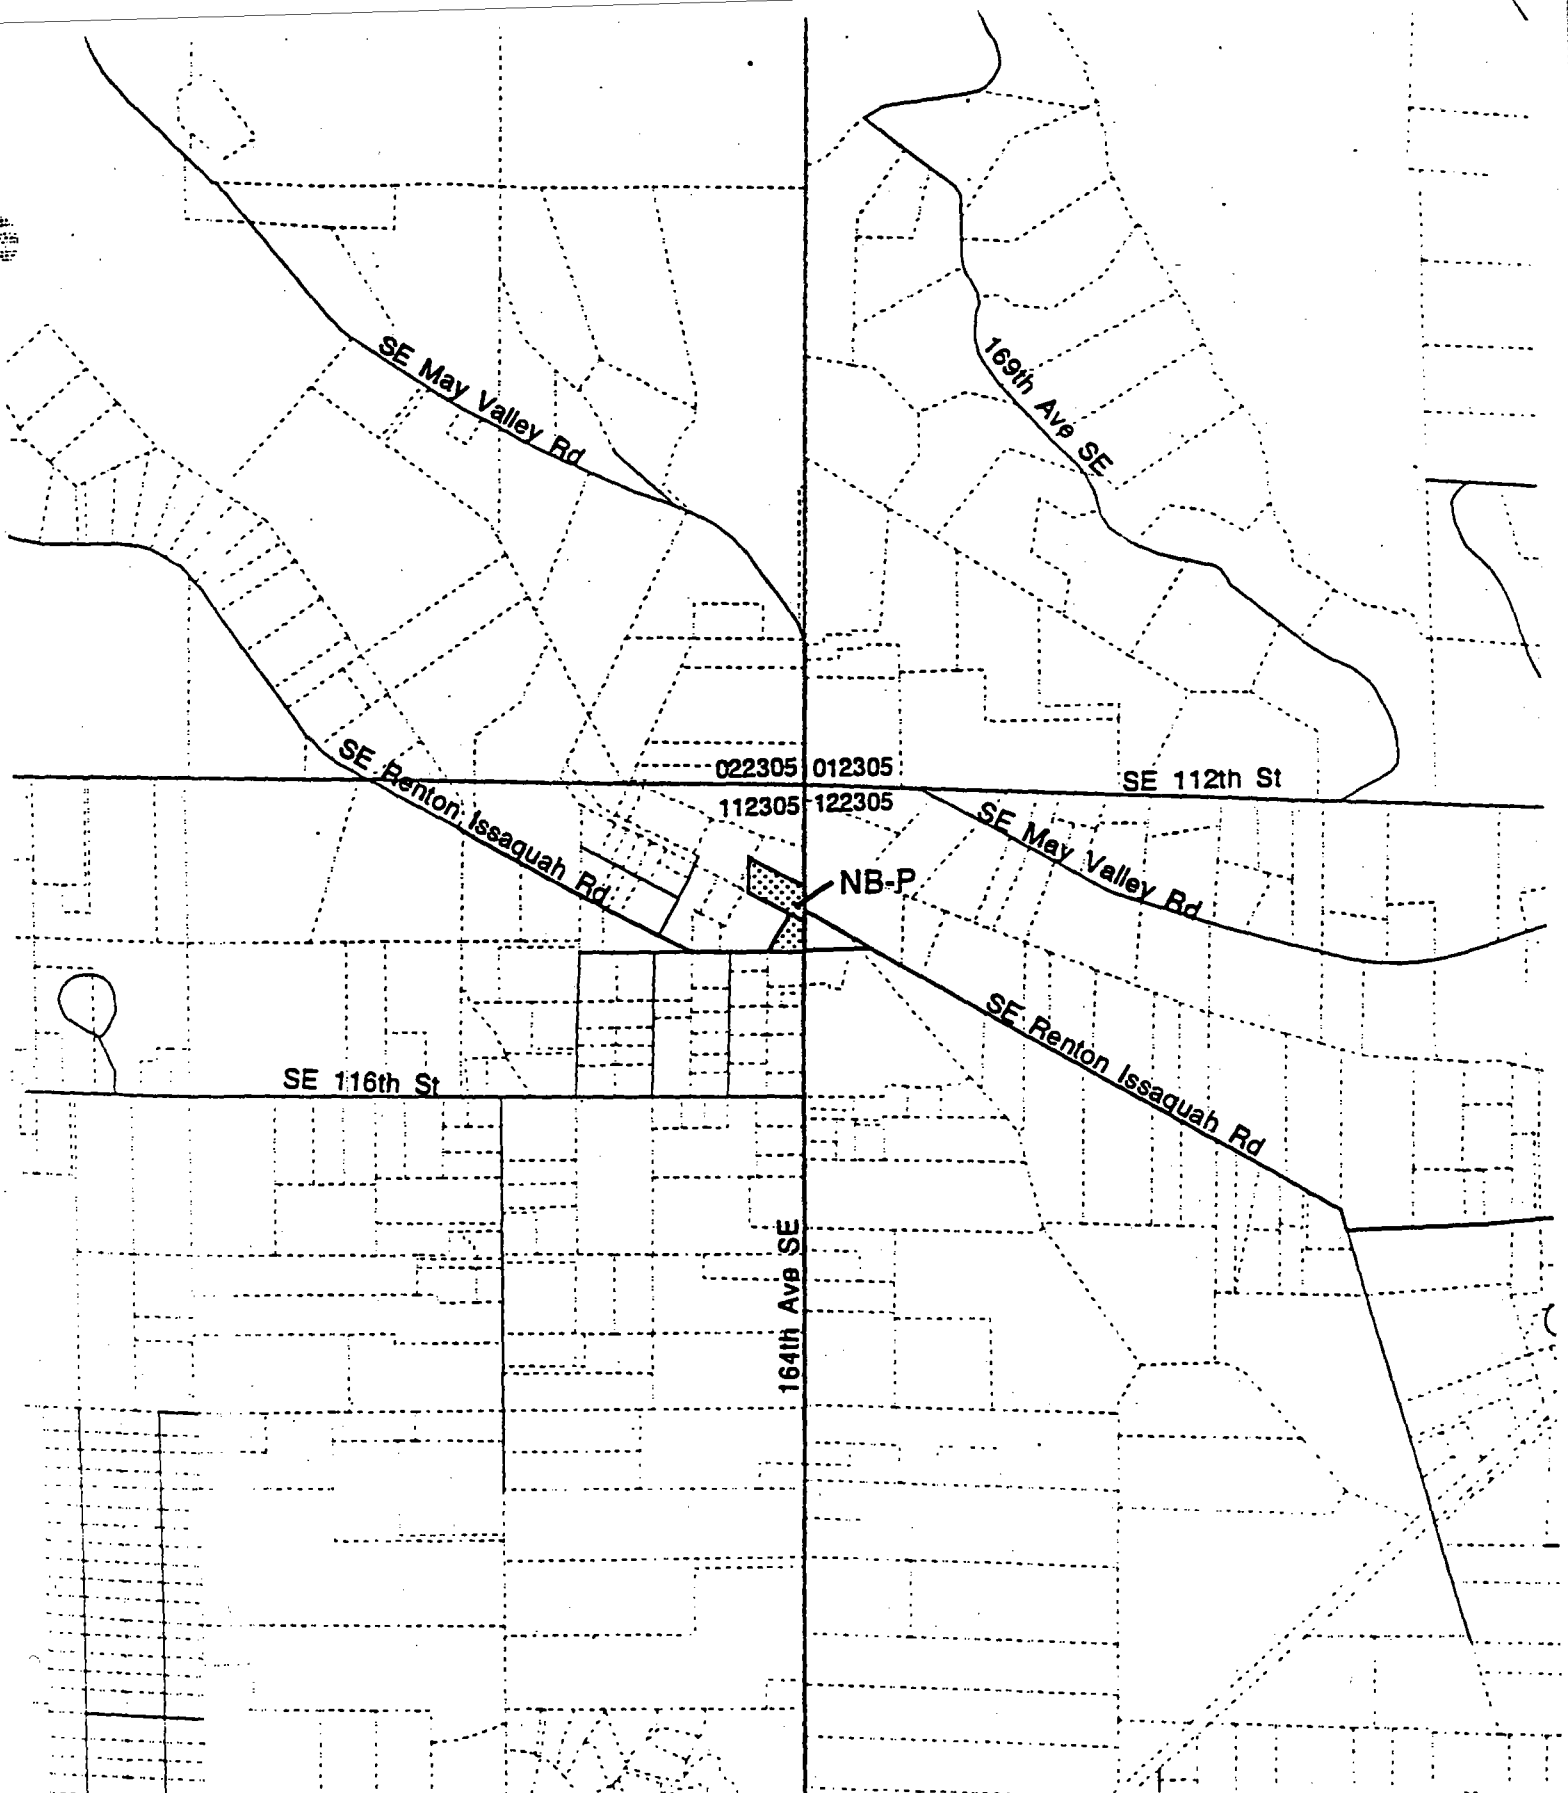 SE May Valley Rd
169th Ave SE
SE Renton Issaquah Rd
022305 012305
112305 122305
SE 112th St
SE May Valley Rd
NB-P
SE Renton Issaquah Rd
SE 116th St
164th Ave SE